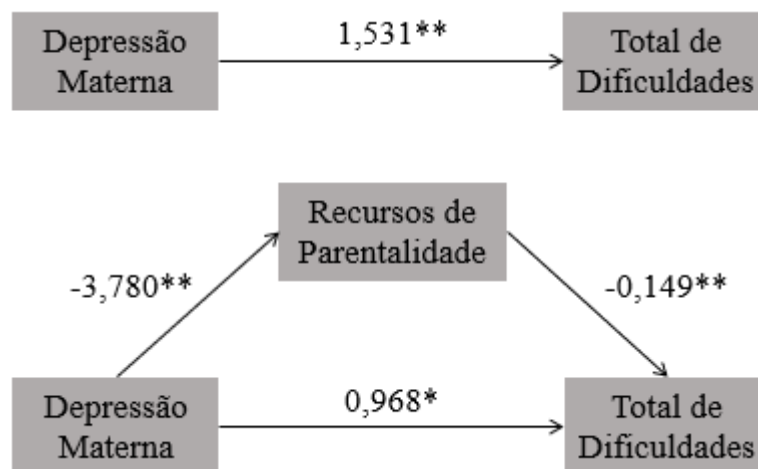 Depressão
Materna
1,531**
Total de
Dificuldades
Recursos de
Parentalidade
-3,780**
-0,149**
Depressão
Materna
0,968*
Total de
Dificuldades